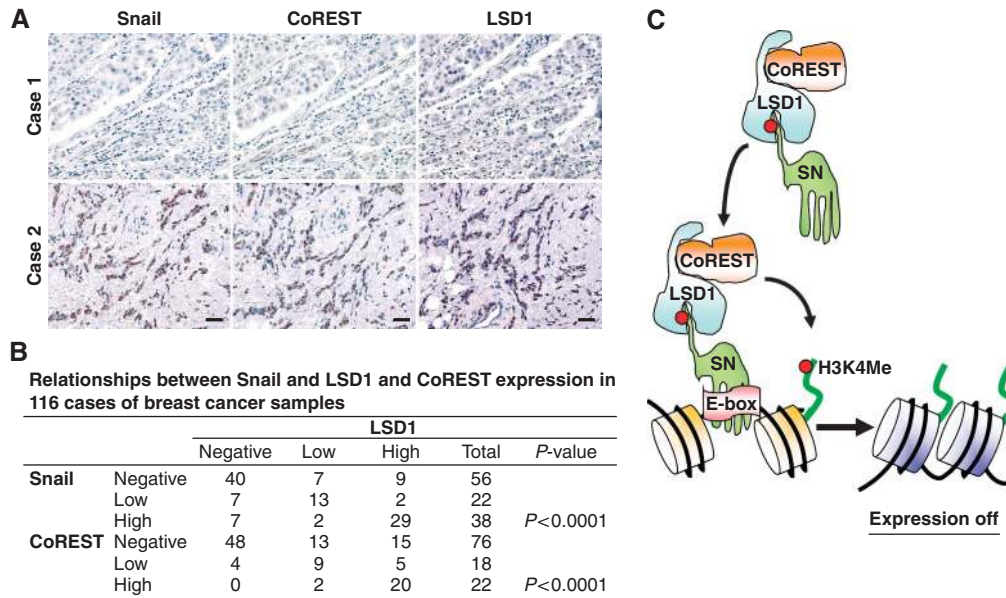 A
Snail CoREST LSD1
Case 1
Case 2
B
Relationships between Snail and LSD1 and CoREST expression in
116 cases of breast cancer samples
LSD1
Negative Low High Total P-value
Snail Negative 40 7 9 56
Low 7 13 2 22
High 7 2 29 38 P<0.0001
CoREST Negative 48 13 15 76
Low 4 9 5 18
High 0 2 20 22 P<0.0001
C
CoREST
LSD1
SN
CoREST
LSD1
SN
H3K4Me
E-box
Expression off